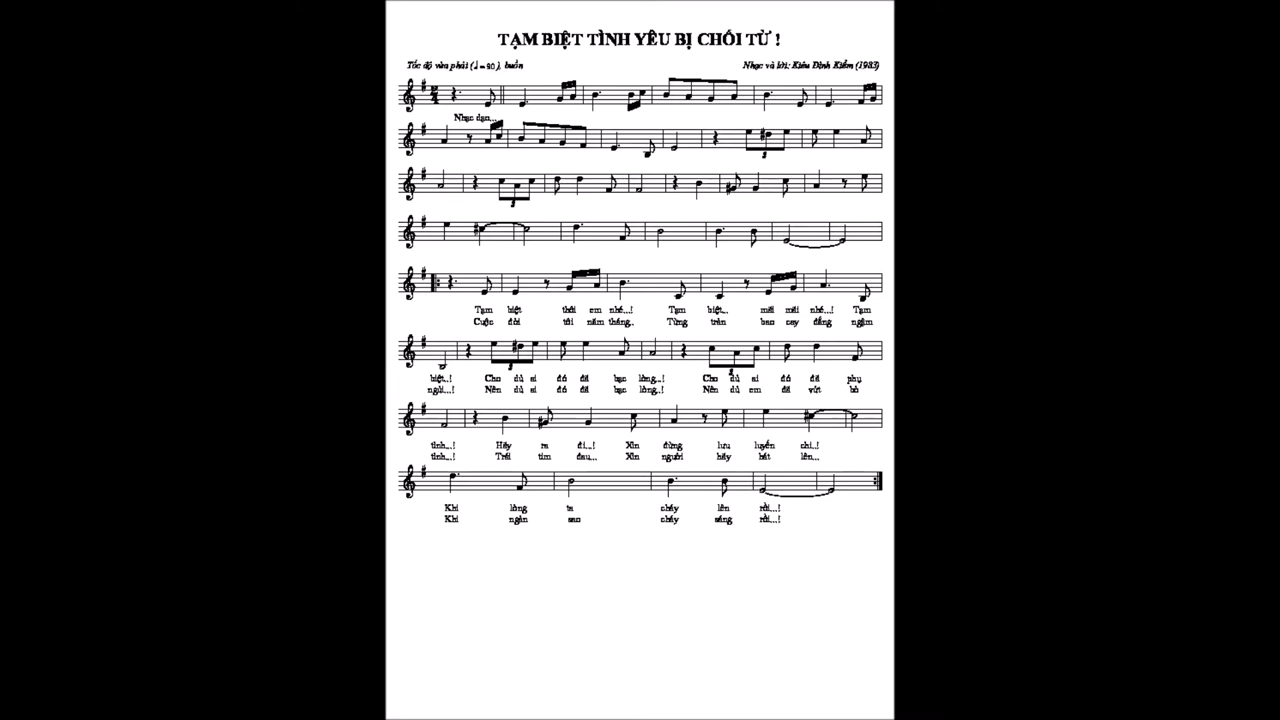 TẠM BIỆT TÌNH YÊU BỊ CHỐI TỪ !
Tốc độ vừa phải (♩ = 90), buồn
Nhạc và lời: Kiều Đình Kiểm (1983)
Nhạc dạo...
Tạm biệt thôi em nhé...! Tạm biệt... mãi mãi nhé...! Tạm
Cuộc đời tôi năm tháng.. Từng trăn bao cay đắng ngậm
biệt..! Cho dù ai đó đã bạc lòng...! Cho dù ai đó đã phụ
ngùi...! Nên dù ai đó đã bạc lòng..! Nên dù em đã vứt bỏ
tình...! Hãy ra đi...! Xin đừng lưu luyến chi..!
tình...! Trái tim đau... Xin người hãy hát lên...
Khi lòng ta cháy lên rồi...!
Khi ngàn sao cháy sáng rồi...!